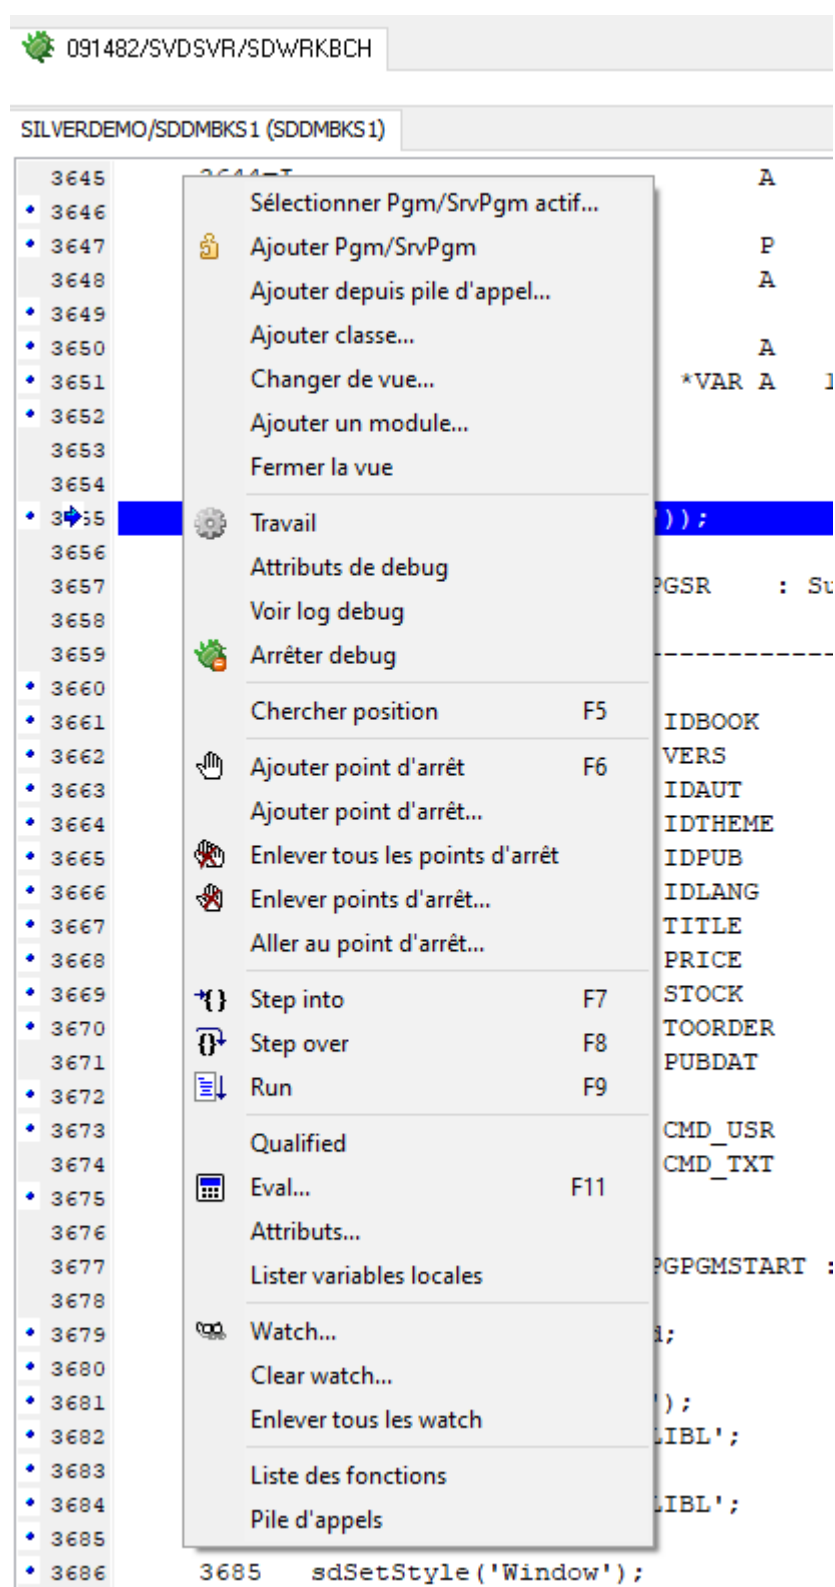 091482/SVDSVR/SDWRKBCH
SILVERDEMO/SDDMBKS1 (SDDMBKS1)
3645 A
3646 Sélectionner Pgm/SrvPgm actif...
3647 Ajouter Pgm/SrvPgm P
3648 Ajouter depuis pile d'appel... A
3649
3650 Ajouter classe... A
3651 Changer de vue... *VAR A 1
3652 Ajouter un module...
3653 Fermer la vue
3654
3 55 Travail '));
3656 Attributs de debug
3657 PGSR : Su
3658 Voir log debug
3659 Arrêter debug ------------
3660
3661 Chercher position F5 IDBOOK
3662 Ajouter point d'arrêt F6 VERS
3663 IDAUT
3664 Ajouter point d'arrêt... IDTHEME
3665 Enlever tous les points d'arrêt IDPUB
3666 Enlever points d'arrêt... IDLANG
3667 TITLE
3668 Aller au point d'arrêt... PRICE
3669 Step into F7 STOCK
3670 Step over F8 TOORDER
3671 PUBDAT
3672 Run F9
3673 Qualified CMD_USR
3674 CMD_TXT
3675 Eval... F11
3676 Attributs...
3677 Lister variables locales PGPGMSTART :
3678
3679 Watch... d;
3680 Clear watch...
3681 Enlever tous les watch ');
3682 LIBL';
3683 Liste des fonctions
3684 Pile d'appels LIBL';
3685
3686 3685 sdSetStyle('Window');